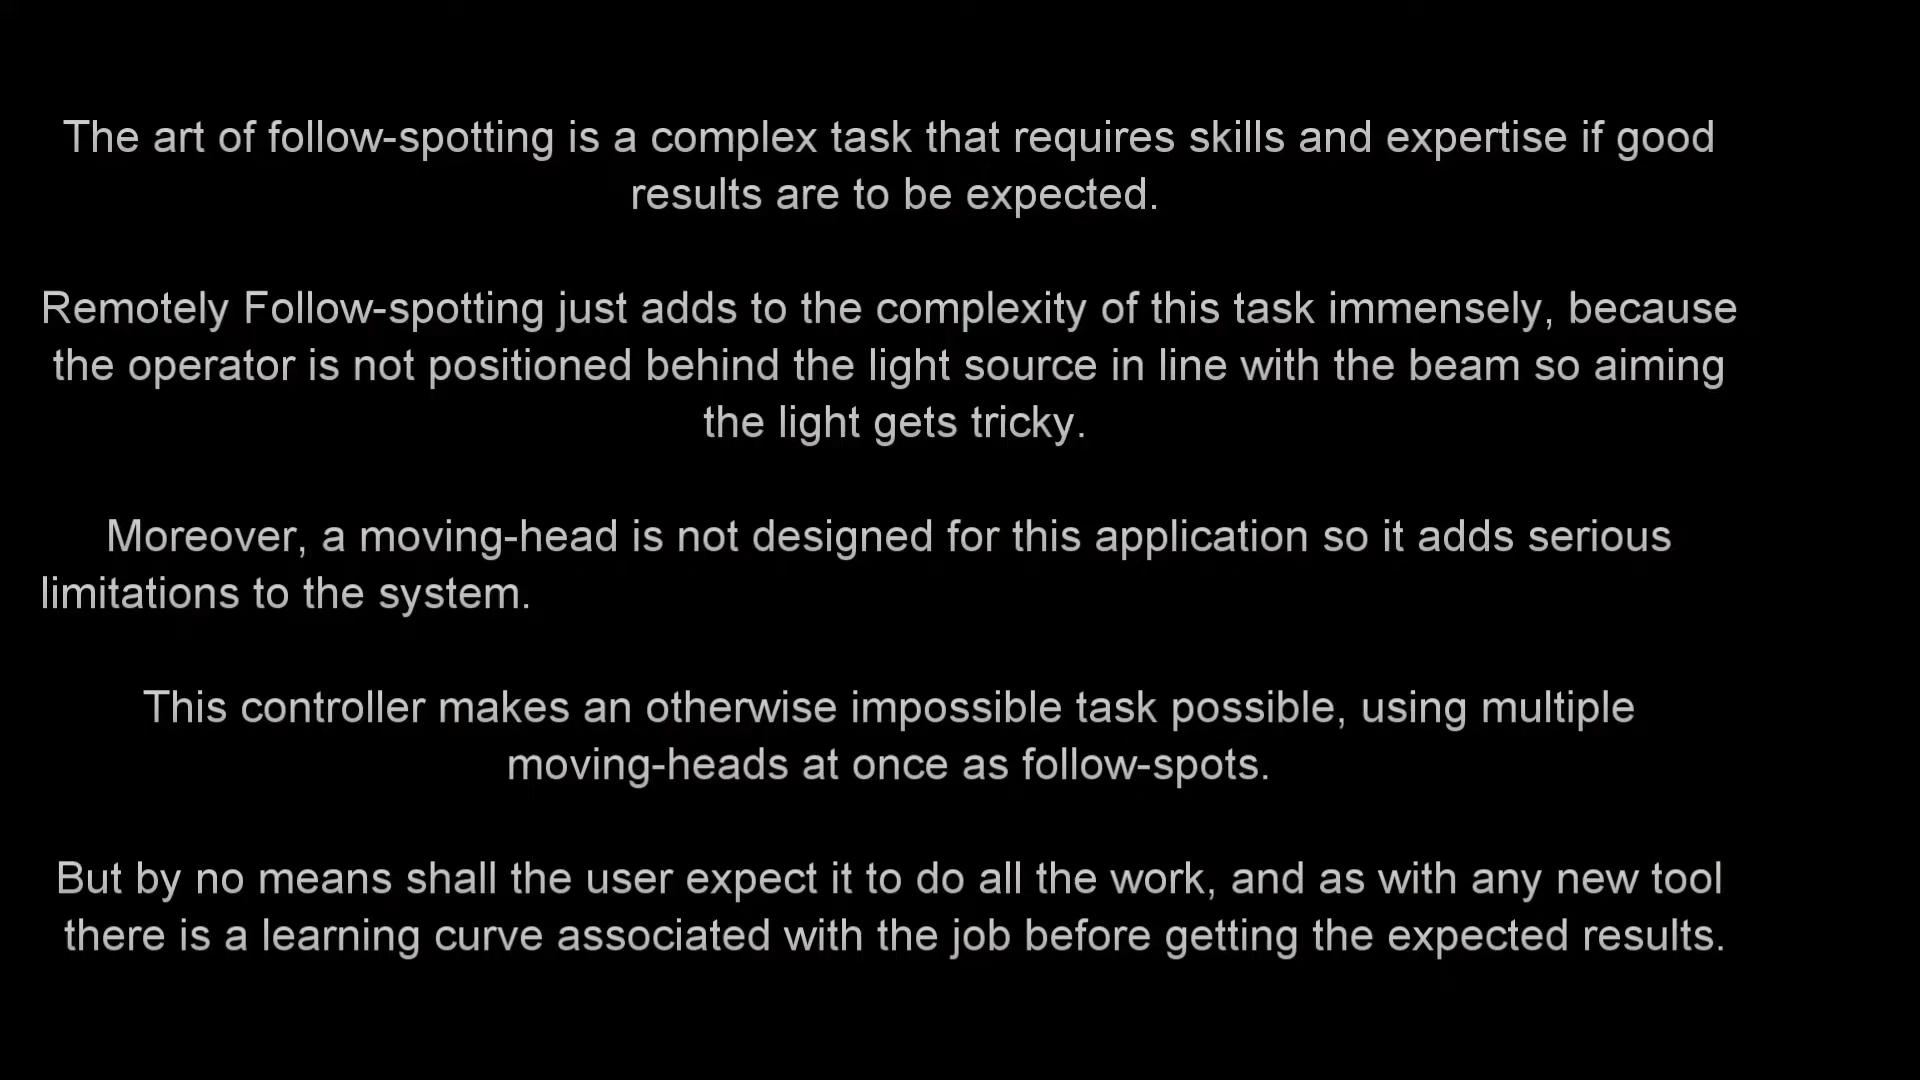 The art of follow-spotting is a complex task that requires skills and expertise if good
results are to be expected.
Remotely Follow-spotting just adds to the complexity of this task immensely, because
the operator is not positioned behind the light source in line with the beam so aiming
the light gets tricky.
Moreover, a moving-head is not designed for this application so it adds serious
limitations to the system.
This controller makes an otherwise impossible task possible, using multiple
moving-heads at once as follow-spots.
But by no means shall the user expect it to do all the work, and as with any new tool
there is a learning curve associated with the job before getting the expected results.